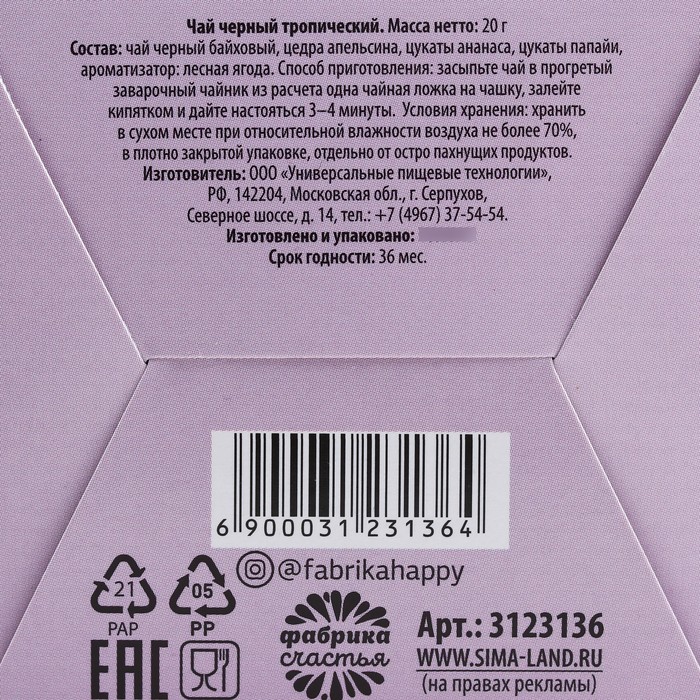 Чай черный тропический. Масса нетто: 20 г
Состав: чай черный байховый, цедра апельсина, цукаты ананаса, цукаты папайи,
ароматизатор: лесная ягода. Способ приготовления: засыпьте чай в прогретый
заварочный чайник из расчета одна чайная ложка на чашку, залейте
кипятком и дайте настояться 3–4 минуты. Условия хранения: хранить
в сухом месте при относительной влажности воздуха не более 70%,
в плотно закрытой упаковке, отдельно от остро пахнущих продуктов.
Изготовитель: ООО «Универсальные пищевые технологии»,
РФ, 142204, Московская обл., г. Серпухов,
Северное шоссе, д. 14, тел.: +7 (4967) 37-54-54.
Изготовлено и упаковано:
Срок годности: 36 мес.
6 900031 231364
@fabrikahappy
21
PAP
05
PP
EAC
фабрика
счастья
Арт.: 3123136
WWW.SIMA-LAND.RU
(на правах рекламы)